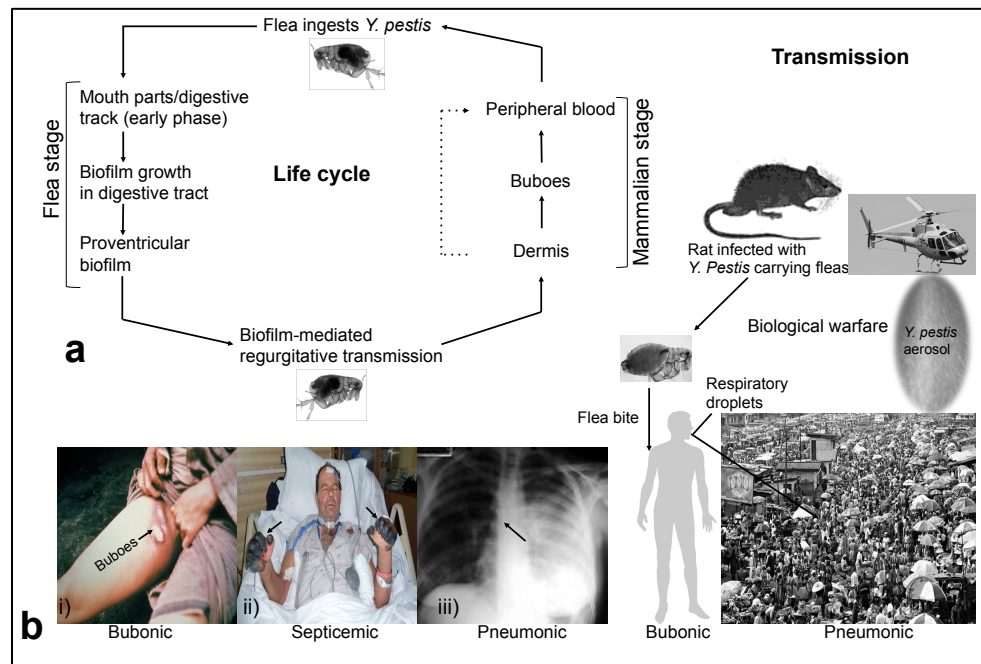 Flea ingests Y. pestis
Transmission
Flea stage
Mouth parts/digestive
track (early phase)
Biofilm growth
in digestive tract
Proventricular
biofilm
Life cycle
Peripheral blood
Buboes
Dermis
Mammalian stage
Biofilm-mediated
regurgitative transmission
a
Rat infected with
Y. Pestis carrying fleas
Biological warfare
Y. pestis
aerosol
Respiratory
droplets
Flea bite
Buboes
i)
ii)
iii)
b
Bubonic
Septicemic
Pneumonic
Bubonic
Pneumonic